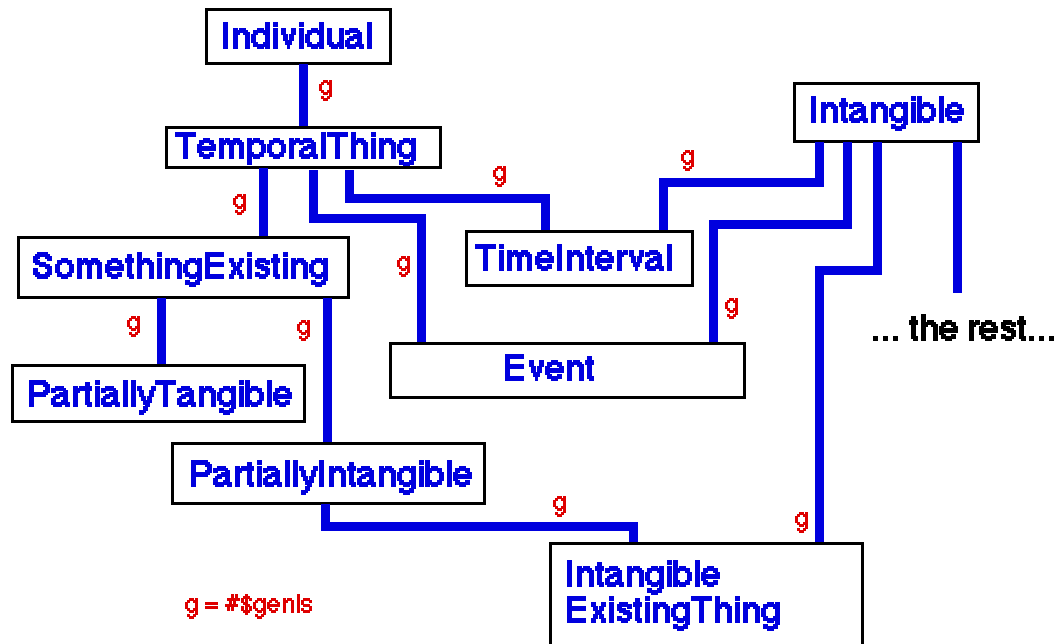 Individual
g
Intangible
TemporalThing
g
g
g
SomethingExisting
TimeInterval
g
g
g
g
... the rest...
Event
PartiallyTangible
PartiallyIntangible
g
g
Intangible
ExistingThing
g = #$genls